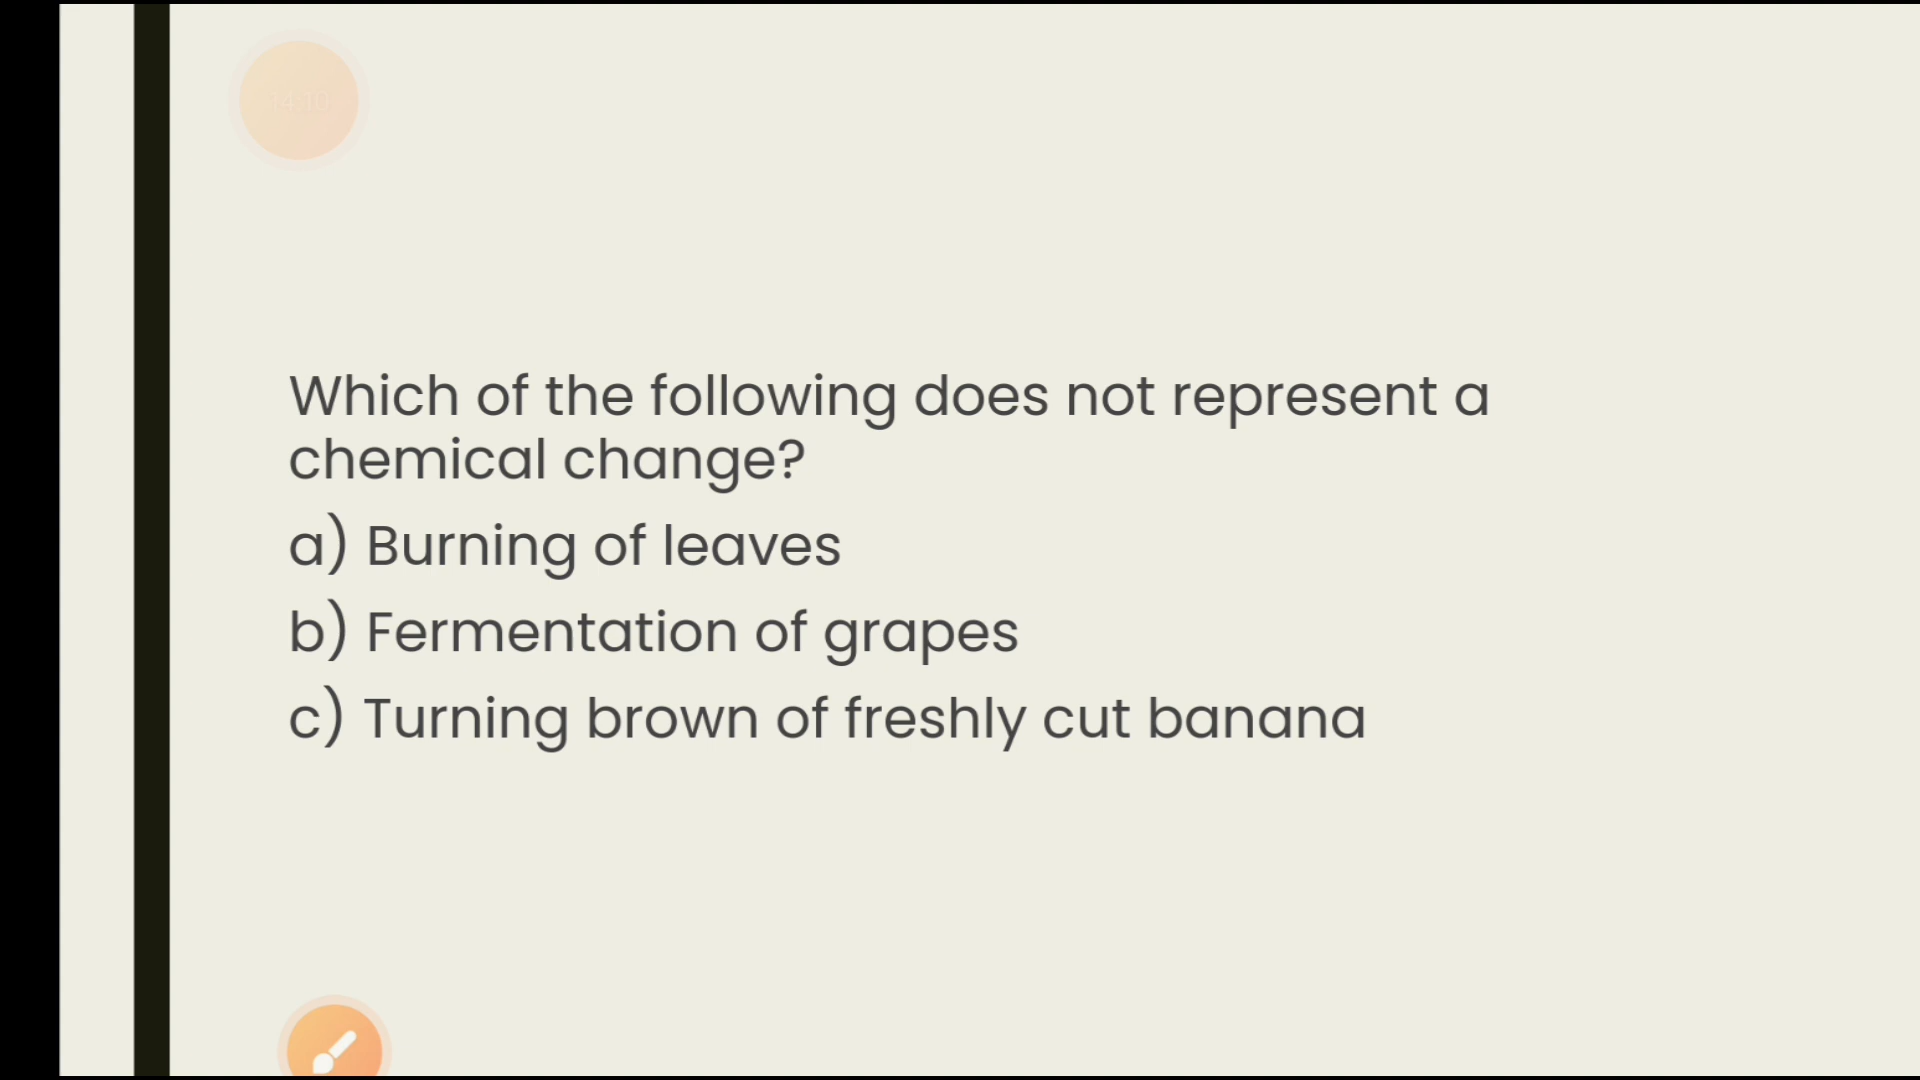 Which of the following does not represent a
chemical change?
a) Burning of leaves
b) Fermentation of grapes
c) Turning brown of freshly cut banana